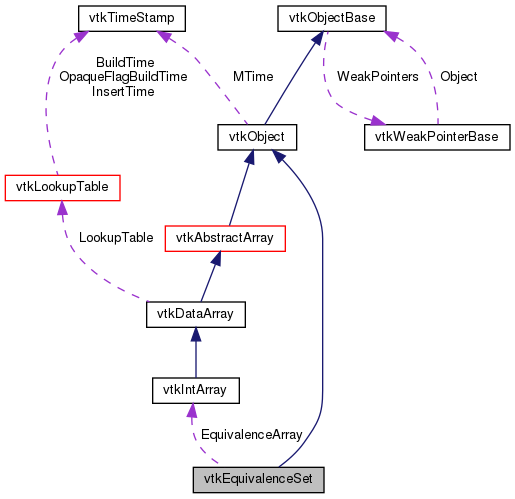 vtkTimeStamp
vtkObjectBase
BuildTime
OpaqueFlagBuildTime
InsertTime
MTime
WeakPointers
Object
vtkObject
vtkWeakPointerBase
vtkLookupTable
LookupTable
vtkAbstractArray
vtkDataArray
vtkIntArray
EquivalenceArray
vtkEquivalenceSet